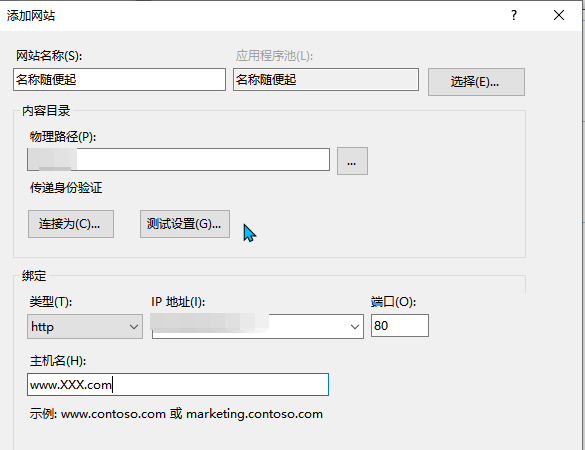 添加网站 ?
网站名称(S): 应用程序池(L):
名称随便起 名称随便起 选择(E)...
内容目录
物理路径(P):
...
传递身份验证
连接为(C)... 测试设置(G)...
绑定
类型(T): IP 地址(I): 端口(O):
http 80
主机名(H):
www.XXX.com
示例: www.contoso.com 或 marketing.contoso.com